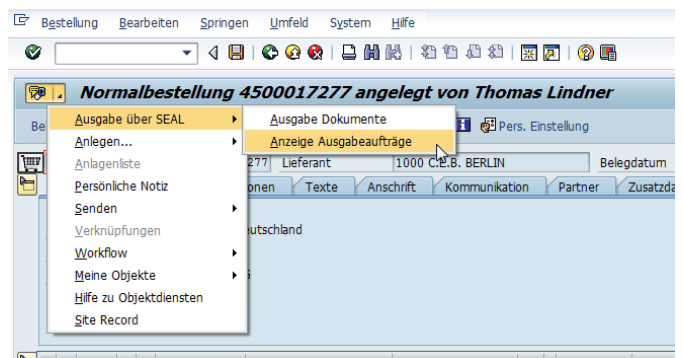 Bestellung Bearbeiten Springen Umfeld System Hilfe
Normalbestellung 4500017277 angelegt von Thomas Lindner
Be
Pers. Einstellung
Ausgabe über SEAL
Ausgabe Dokumente
Anlegen...
Anzeige Ausgabeaufträge
Anlagenliste
277 Lieferant 1000 C.E.B. BERLIN Belegdatum
Persönliche Notiz
onen Texte Anschrift Kommunikation Partner Zusatzda
Senden
Verknüpfungen
eutschland
Workflow
Meine Objekte
Hilfe zu Objektdiensten
Site Record